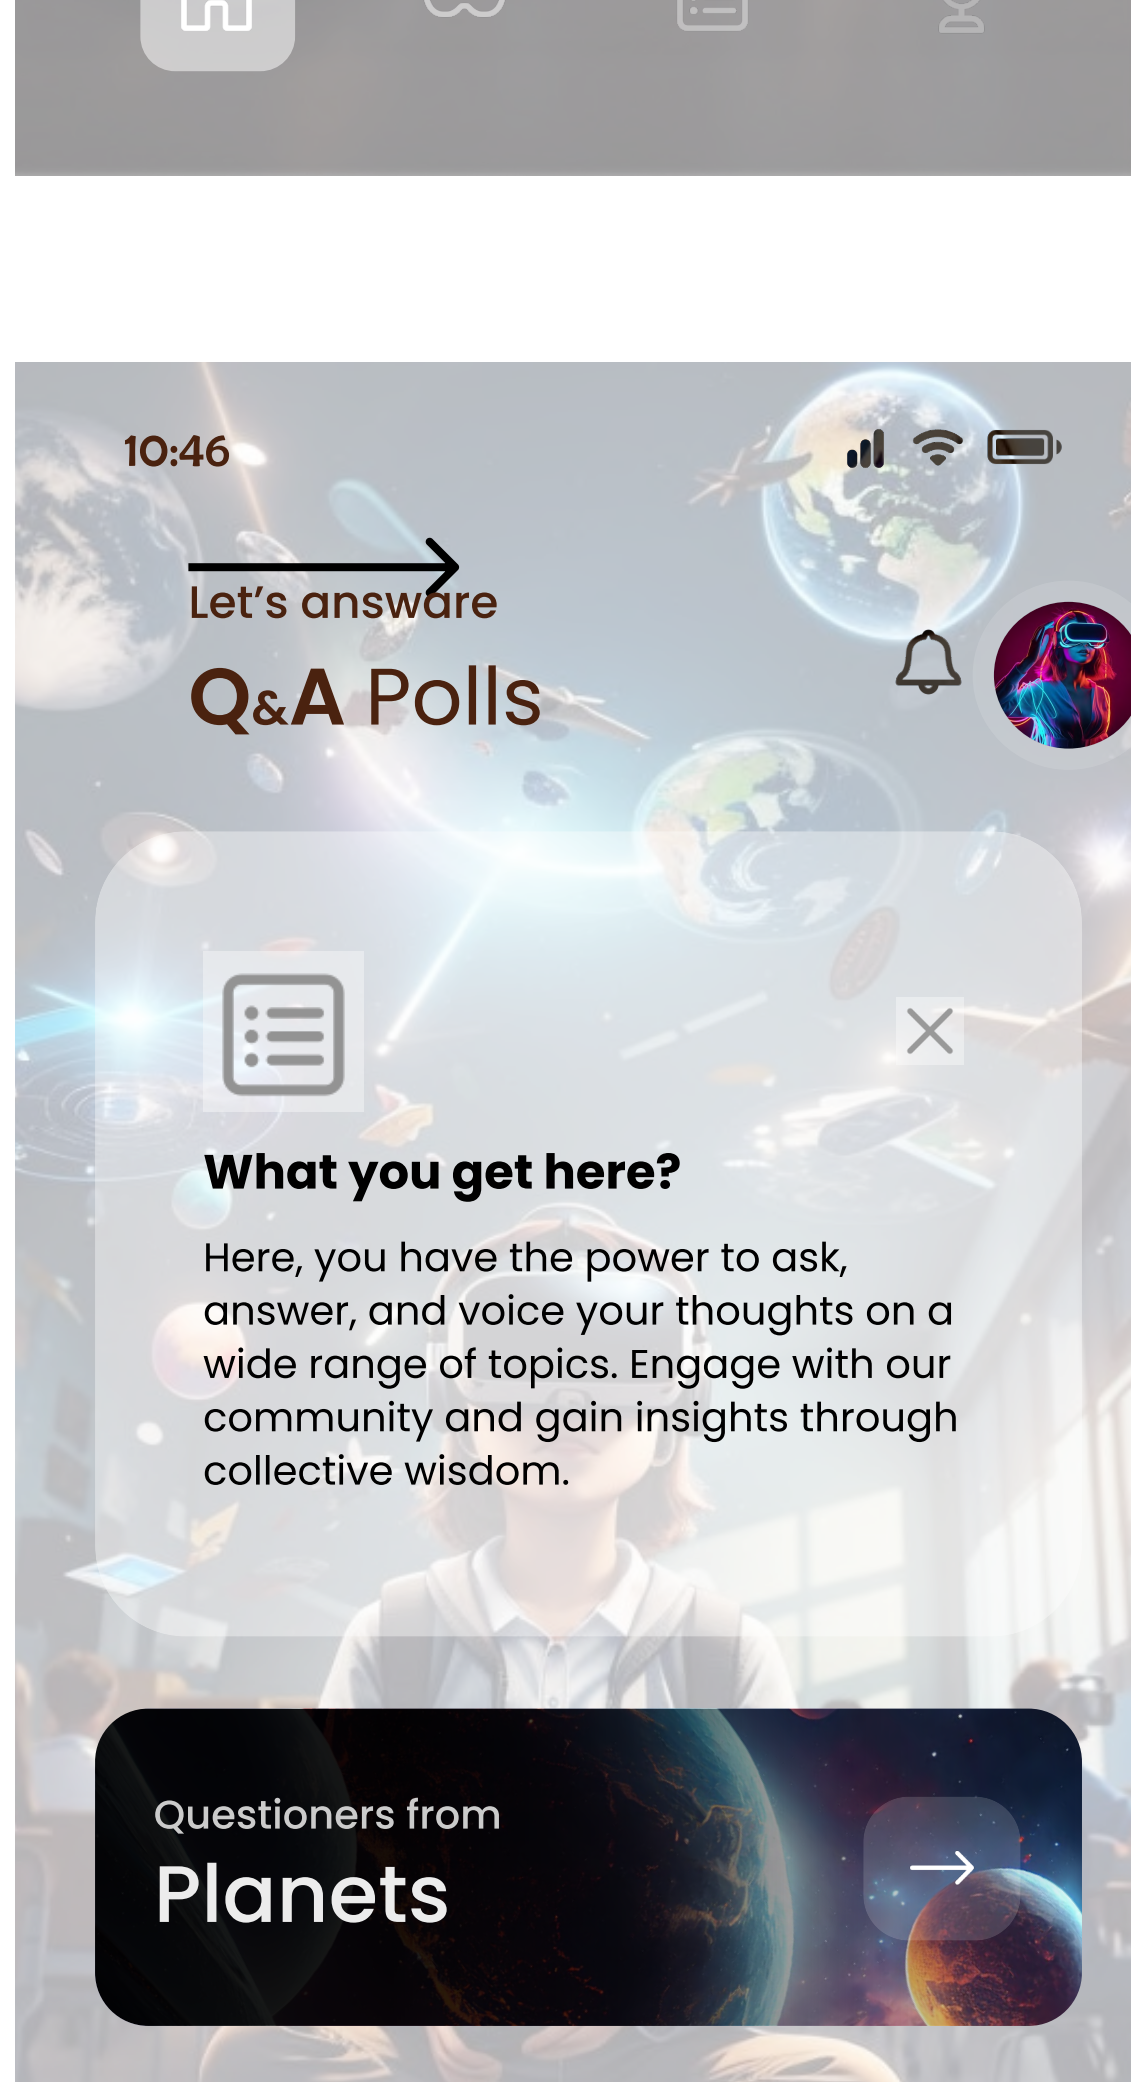 10:46
Let's answare
Q&A Polls
What you get here?
Here, you have the power to ask,
answer, and voice your thoughts on a
wide range of topics. Engage with our
community and gain insights through
collective wisdom.
Questioners from
Planets